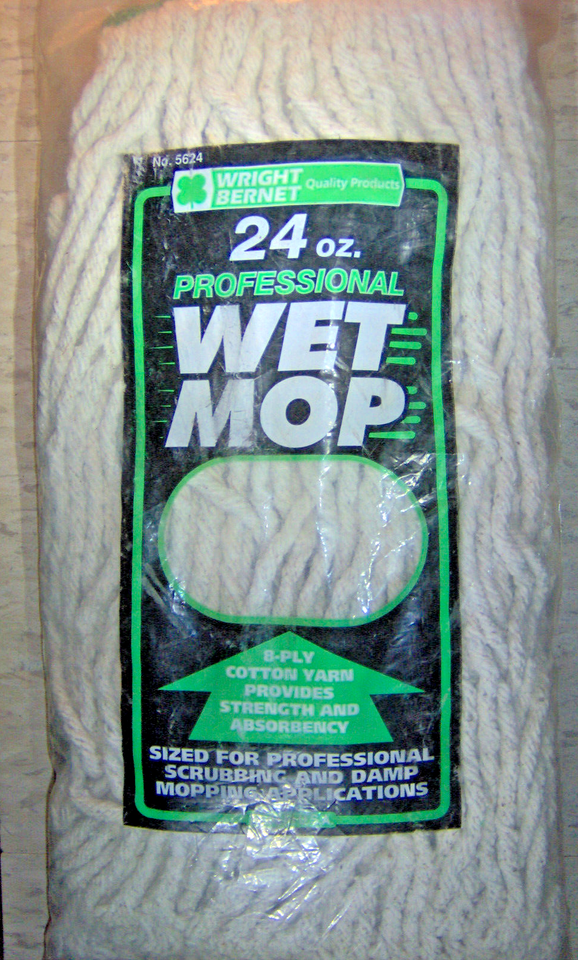 No. 5624
WRIGHT
BERNET
Quality Products
24 oz.
PROFESSIONAL
WET
MOP
8-PLY
COTTON YARN
PROVIDES
STRENGTH AND
ABSORBENCY
SIZED FOR PROFESSIONAL
SCRUBBING AND DAMP
MOPPING APPLICATIONS